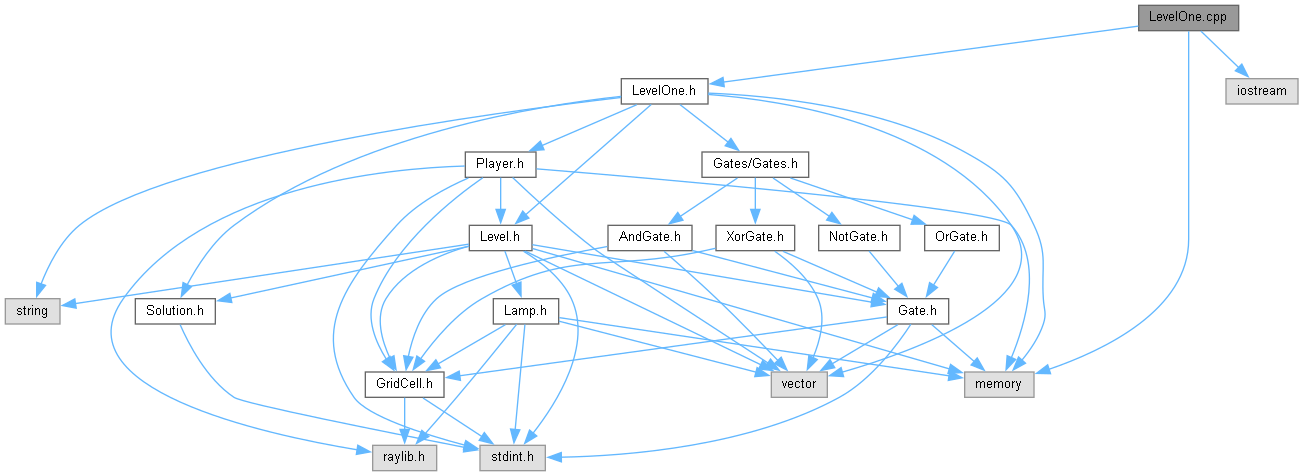 LevelOne.cpp
LevelOne.h
iostream
Player.h
Gates/Gates.h
Level.h
AndGate.h
XorGate.h
NotGate.h
OrGate.h
string
Solution.h
Lamp.h
Gate.h
GridCell.h
vector
memory
raylib.h
stdint.h